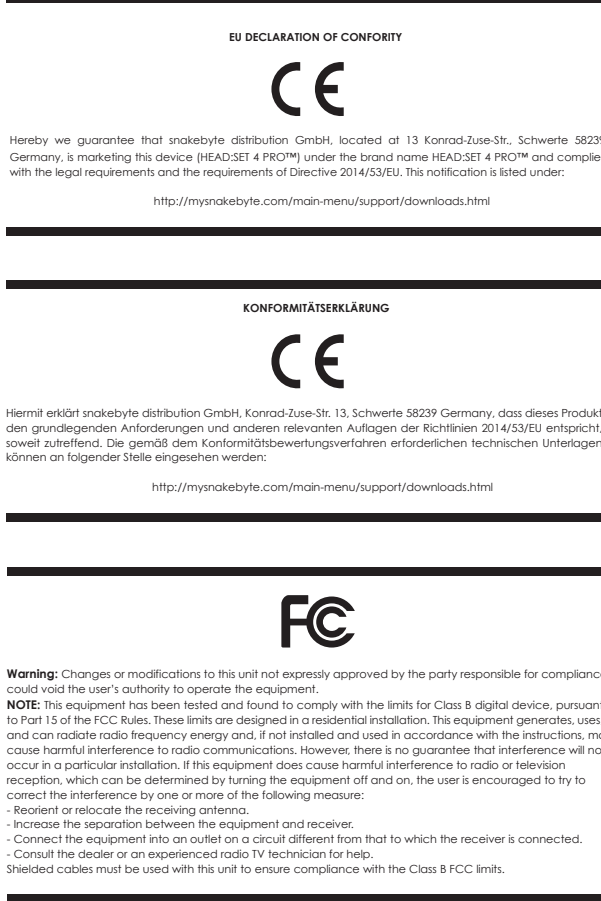 EU DECLARATION OF CONFORITY
CE
Hereby we guarantee that snakebyte distribution GmbH, located at 13 Konrad-Zuse-Str., Schwerte 58239
Germany, is marketing this device (HEAD:SET 4 PRO™) under the brand name HEAD:SET 4 PRO™ and complie
with the legal requirements and the requirements of Directive 2014/53/EU. This notification is listed under:
http://mysnakebyte.com/main-menu/support/downloads.html
KONFORMITÄTSERKLÄRUNG
CE
Hiermit erklärt snakebyte distribution GmbH, Konrad-Zuse-Str. 13, Schwerte 58239 Germany, dass dieses Produkt
den grundlegenden Anforderungen und anderen relevanten Auflagen der Richtlinien 2014/53/EU entspricht,
soweit zutreffend. Die gemäß dem Konformitätsbewertungsverfahren erforderlichen technischen Unterlagen
können an folgender Stelle eingesehen werden:
http://mysnakebyte.com/main-menu/support/downloads.html
FCC
Warning: Changes or modifications to this unit not expressly approved by the party responsible for compliance
could void the user's authority to operate the equipment.
NOTE: This equipment has been tested and found to comply with the limits for Class B digital device, pursuant
to Part 15 of the FCC Rules. These limits are designed in a residential installation. This equipment generates, uses
and can radiate radio frequency energy and, if not installed and used in accordance with the instructions, ma
cause harmful interference to radio communications. However, there is no guarantee that interference will no
occur in a particular installation. If this equipment does cause harmful interference to radio or television
reception, which can be determined by turning the equipment off and on, the user is encouraged to try to
correct the interference by one or more of the following measure:
- Reorient or relocate the receiving antenna.
- Increase the separation between the equipment and receiver.
- Connect the equipment into an outlet on a circuit different from that to which the receiver is connected.
- Consult the dealer or an experienced radio TV technician for help.
Shielded cables must be used with this unit to ensure compliance with the Class B FCC limits.